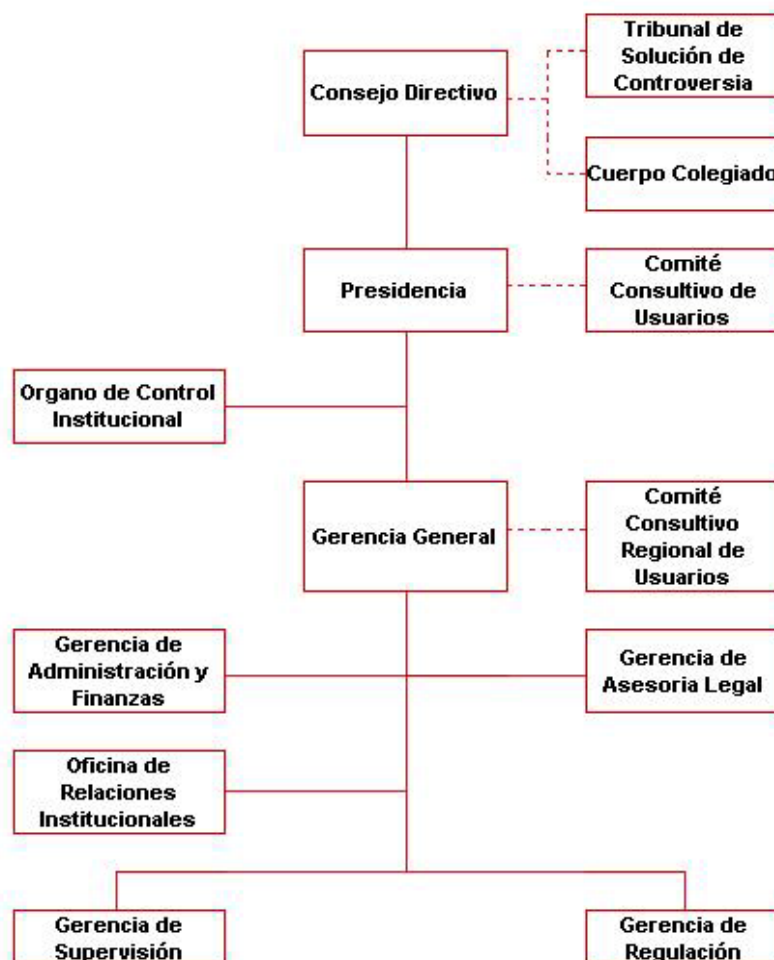 Tribunal de
Solución de
Controversia
Consejo Directivo
Cuerpo Colegiado
Presidencia
Comité
Consultivo de
Usuarios
Organo de Control
Institucional
Gerencia General
Comité
Consultivo
Regional de
Usuarios
Gerencia de
Administración y
Finanzas
Gerencia de
Asesoria Legal
Oficina de
Relaciones
Institucionales
Gerencia de
Supervisión
Gerencia de
Regulación